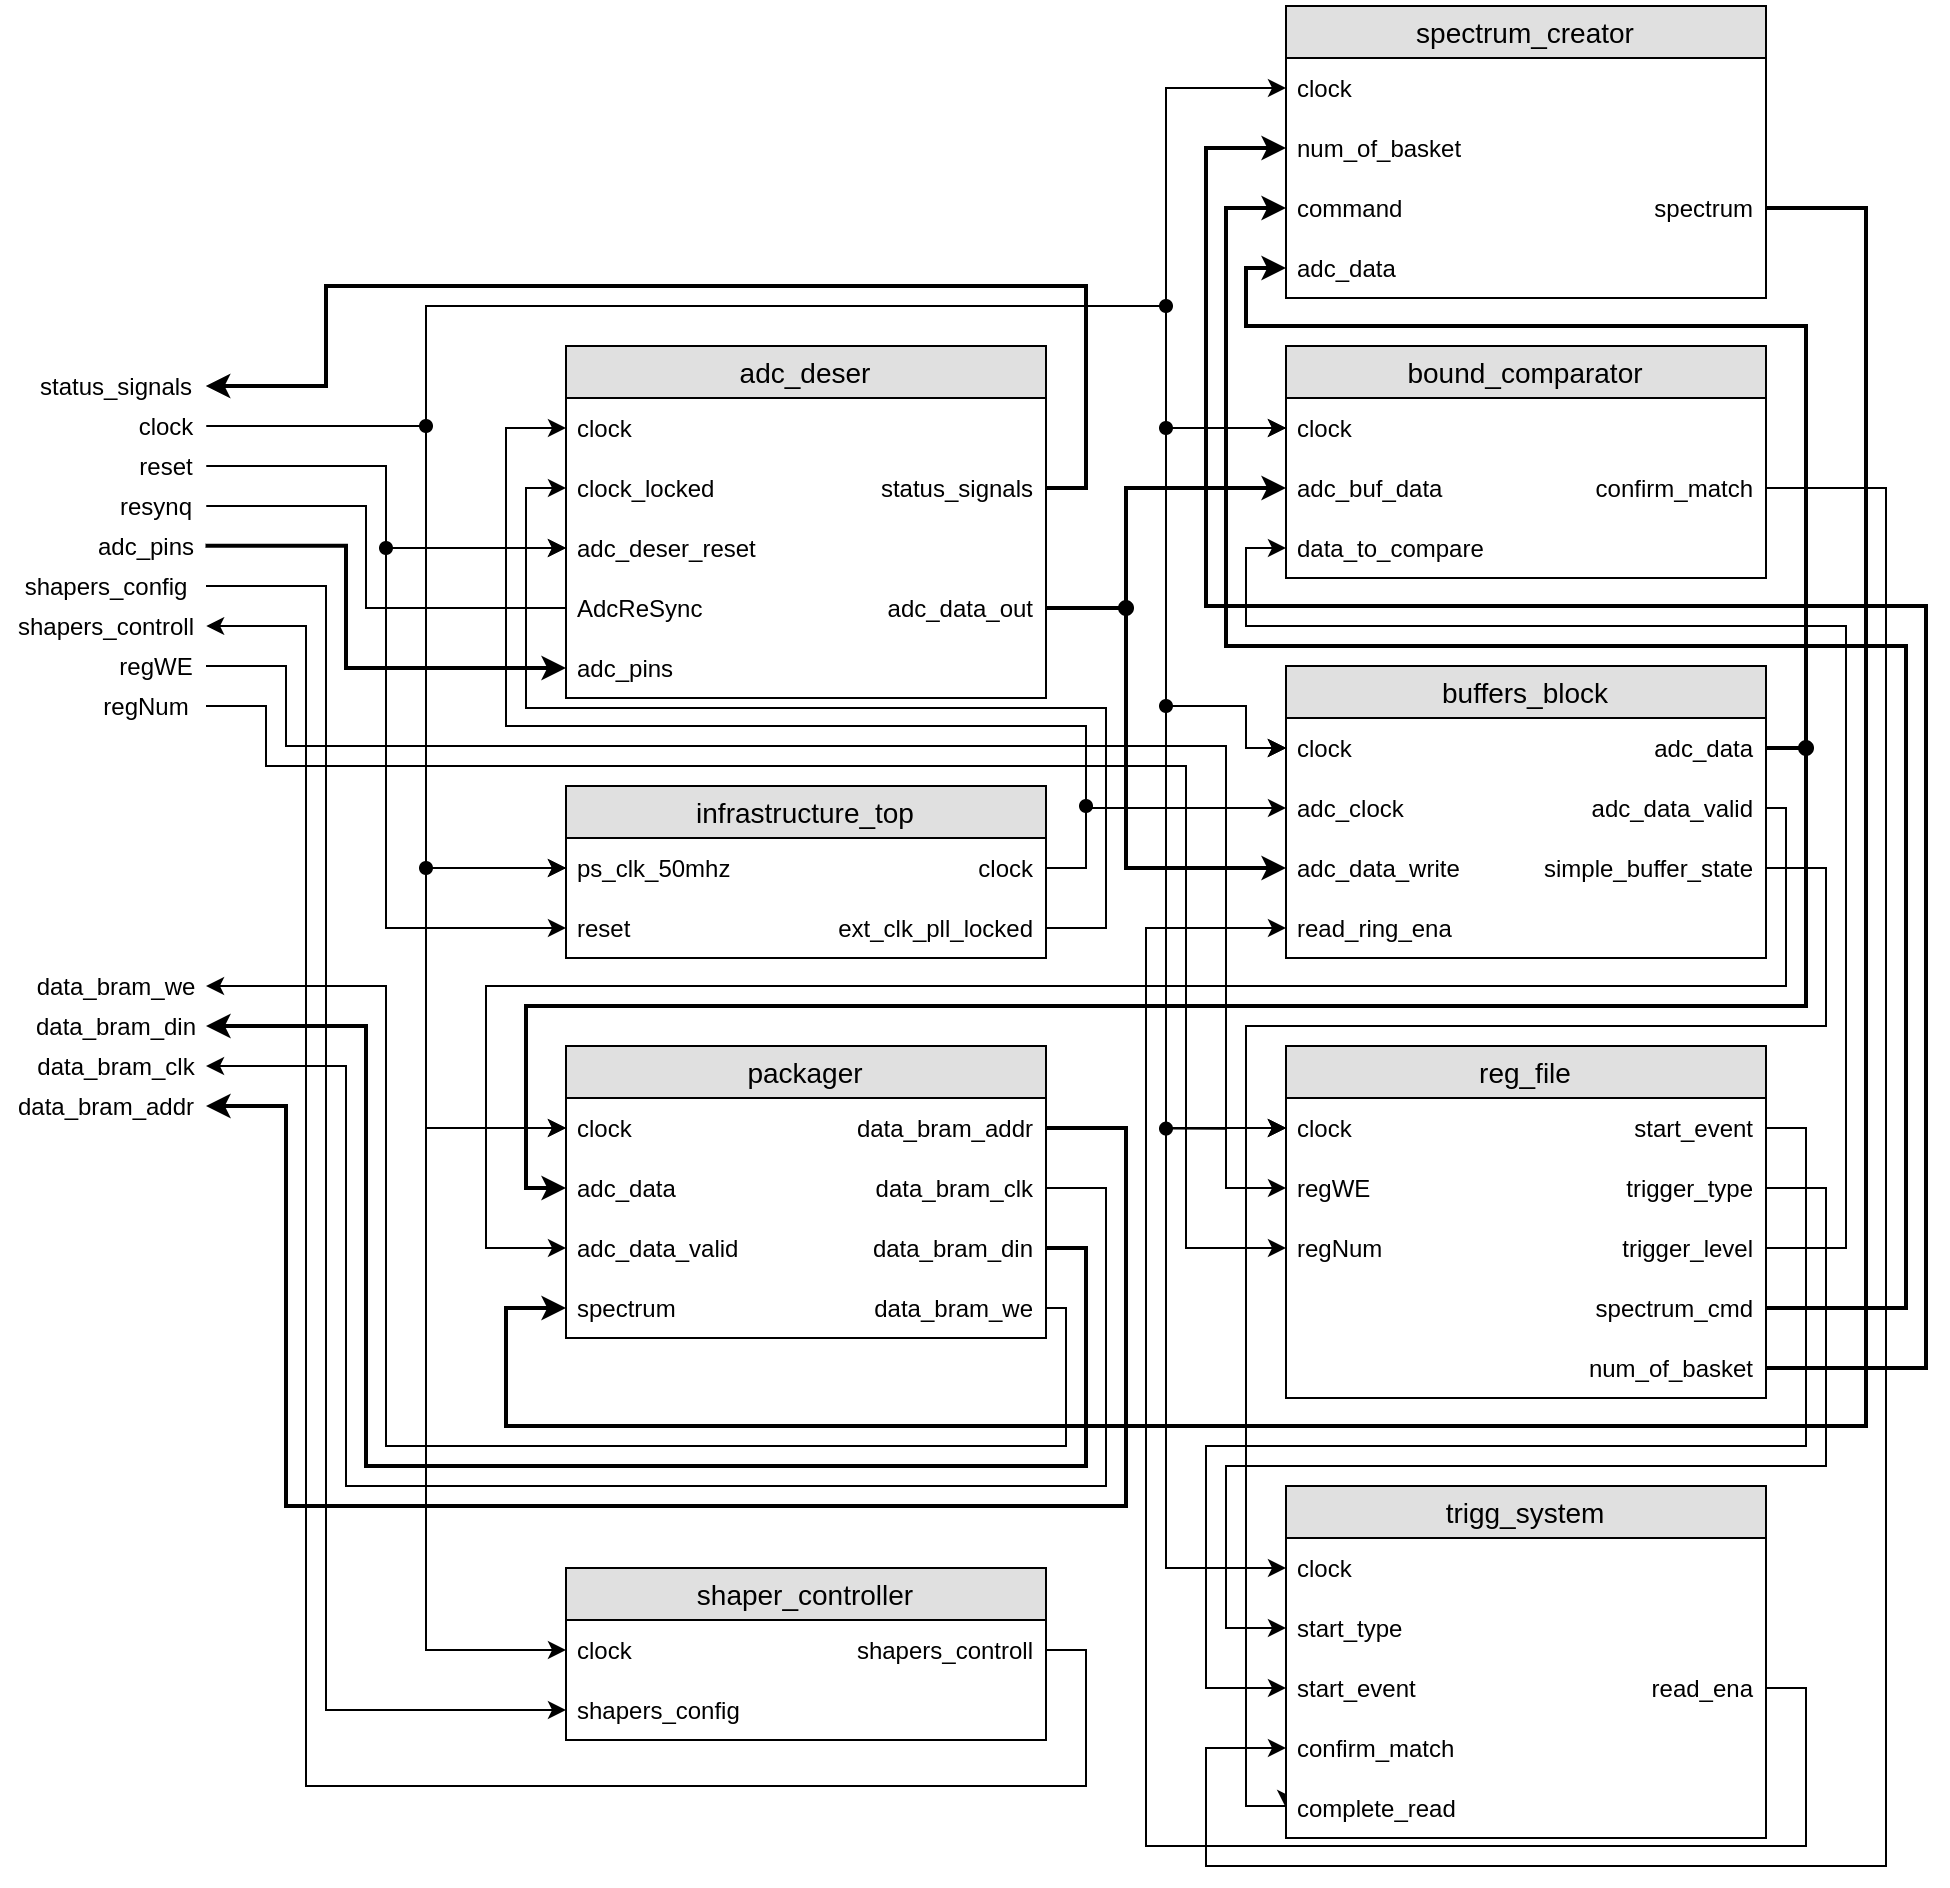 spectrum_creator
clock
num_of_basket
command
spectrum
adc_data
status_signals
clock
reset
resynq
adc_pins
shapers_config
shapers_controll
regWE
regNum
adc_deser
clock
clock_locked
status_signals
adc_deser_reset
AdcReSync
adc_data_out
adc_pins
bound_comparator
clock
adc_buf_data
confirm_match
data_to_compare
buffers_block
clock
adc_data
adc_clock
adc_data_valid
adc_data_write
simple_buffer_state
read_ring_ena
infrastructure_top
ps_clk_50mhz
clock
reset
ext_clk_pll_locked
data_bram_we
data_bram_din
data_bram_clk
data_bram_addr
packager
clock
data_bram_addr
adc_data
data_bram_clk
adc_data_valid
data_bram_din
spectrum
data_bram_we
reg_file
clock
start_event
regWE
trigger_type
regNum
trigger_level
spectrum_cmd
num_of_basket
shaper_controller
clock
shapers_controll
shapers_config
trigg_system
clock
start_type
start_event
read_ena
confirm_match
complete_read